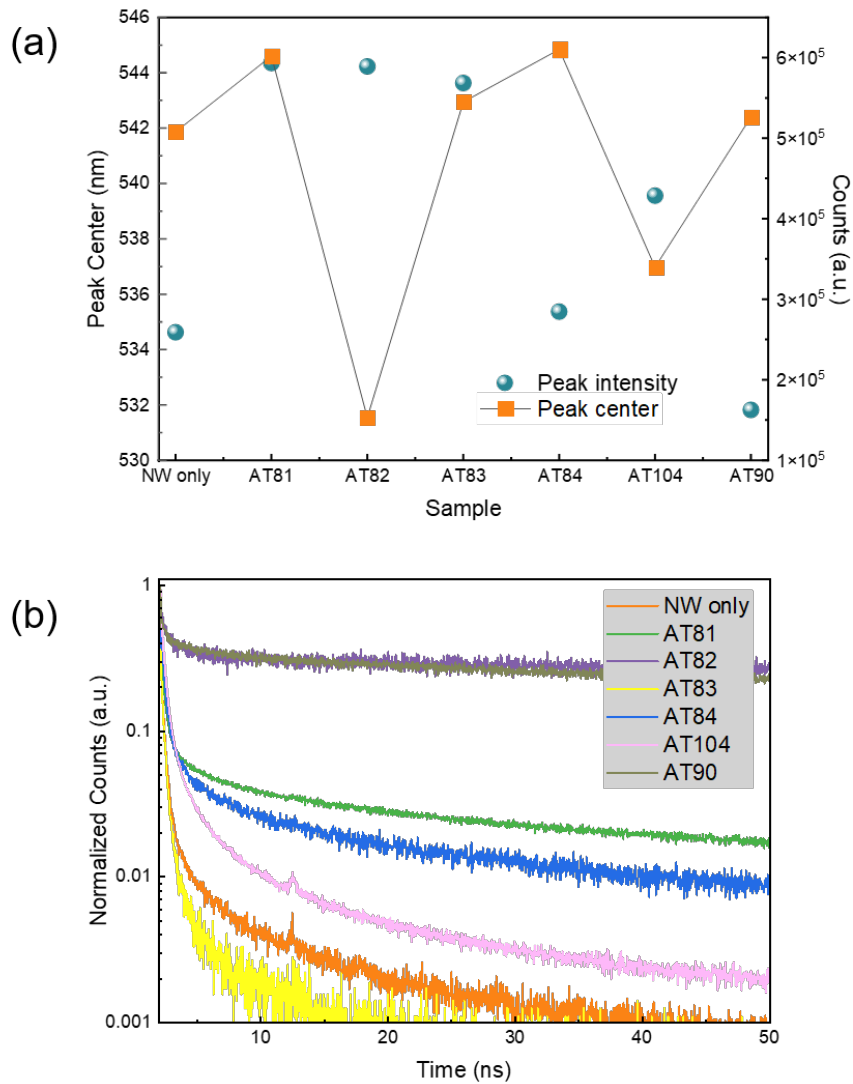 (a)
546
544
542
540
538
536
534
532
530
Peak Center (nm)
6×10⁵
5×10⁵
4×10⁵
3×10⁵
2×10⁵
1×10⁵
Counts (a.u.)
Peak intensity
Peak center
NW only AT81 AT82 AT83 AT84 AT104 AT90
Sample
(b)
1
0.1
0.01
0.001
Normalized Counts (a.u.)
NW only
AT81
AT82
AT83
AT84
AT104
AT90
10 20 30 40 50
Time (ns)